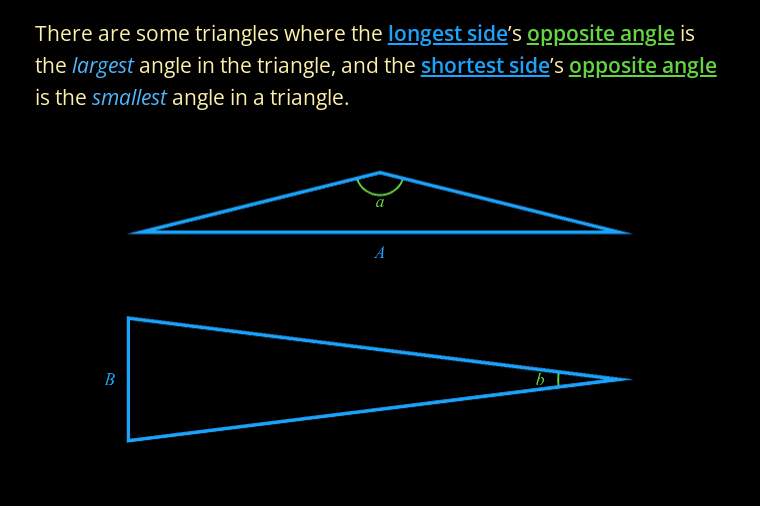 There are some triangles where the longest side's opposite angle is
the largest angle in the triangle, and the shortest side's opposite angle
is the smallest angle in a triangle.
a
A
B
b